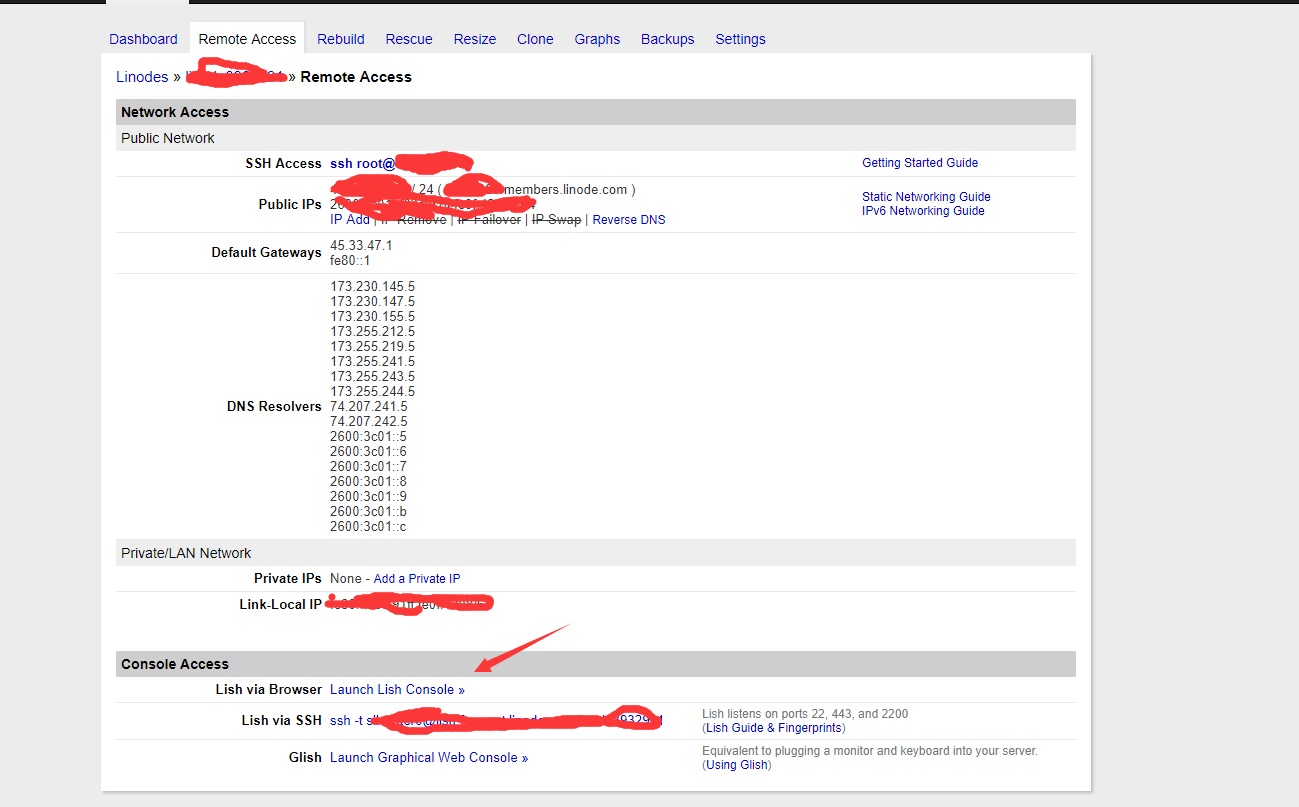 Dashboard Remote Access Rebuild Rescue Resize Clone Graphs Backups Settings
Linodes » » Remote Access
Network Access
Public Network
SSH Access ssh root@ Getting Started Guide
Public IPs / 24 ( members.linode.com ) Static Networking Guide
IPv6 Networking Guide
IP Add | IP Remove | IP Failover | IP Swap | Reverse DNS
Default Gateways 45.33.47.1
fe80::1
DNS Resolvers
173.230.145.5
173.230.147.5
173.230.155.5
173.255.212.5
173.255.219.5
173.255.241.5
173.255.243.5
173.255.244.5
74.207.241.5
74.207.242.5
2600:3c01::5
2600:3c01::6
2600:3c01::7
2600:3c01::8
2600:3c01::9
2600:3c01::b
2600:3c01::c
Private/LAN Network
Private IPs None - Add a Private IP
Link-Local IP
Console Access
Lish via Browser Launch Lish Console »
Lish via SSH ssh -t Lish listens on ports 22, 443, and 2200
(Lish Guide & Fingerprints)
Glish Launch Graphical Web Console » Equivalent to plugging a monitor and keyboard into your server.
(Using Glish)